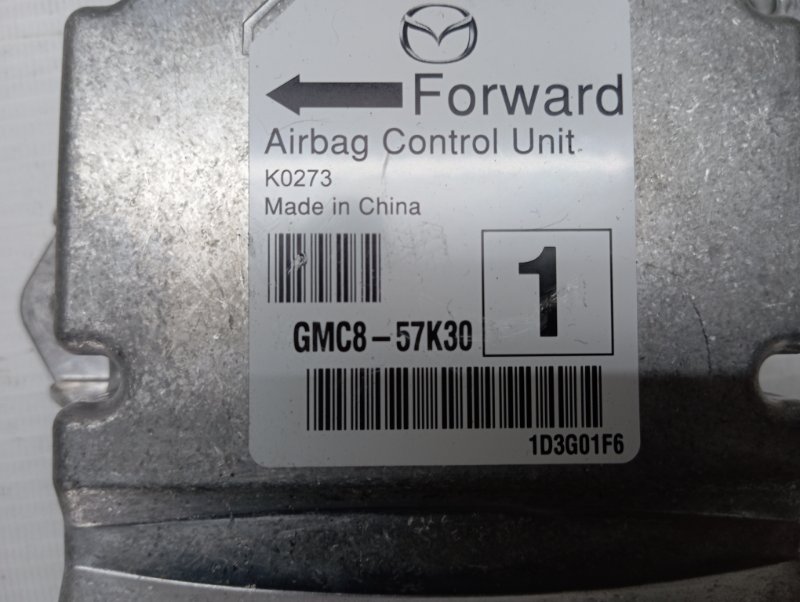 Forward
Airbag Control Unit
K0273
Made in China
1
GMC8-57K30
1D3G01F6